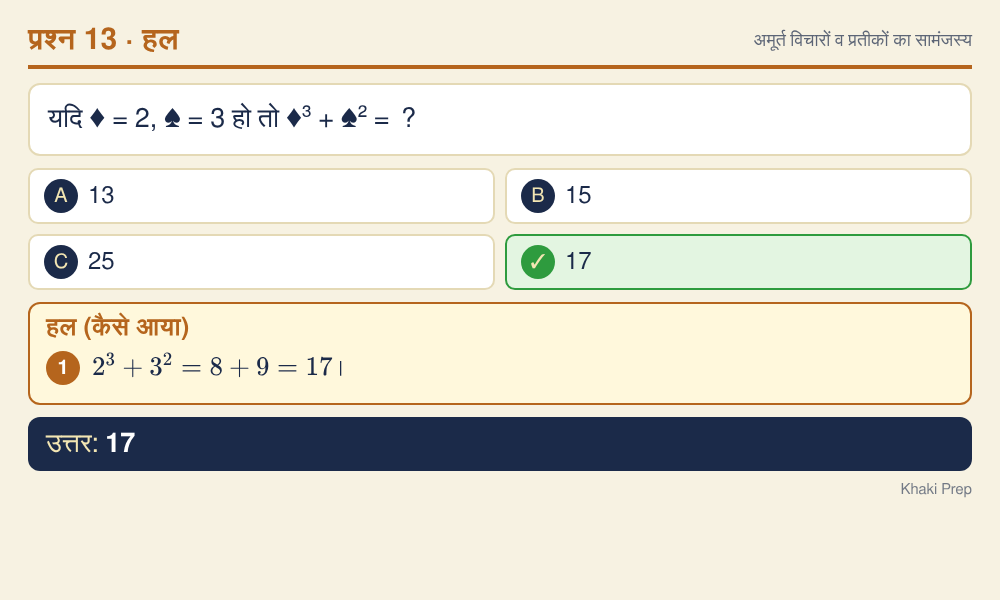 प्रश्न 13 · हल
अमूर्त विचारों व प्रतीकों का सामंजस्य
यदि ♦ = 2, ♠ = 3 हो तो ♦³ + ♠² = ?
A 13
B 15
C 25
✓ 17
हल (कैसे आया)
1 2³ + 3² = 8 + 9 = 17।
उत्तर: 17
Khaki Prep